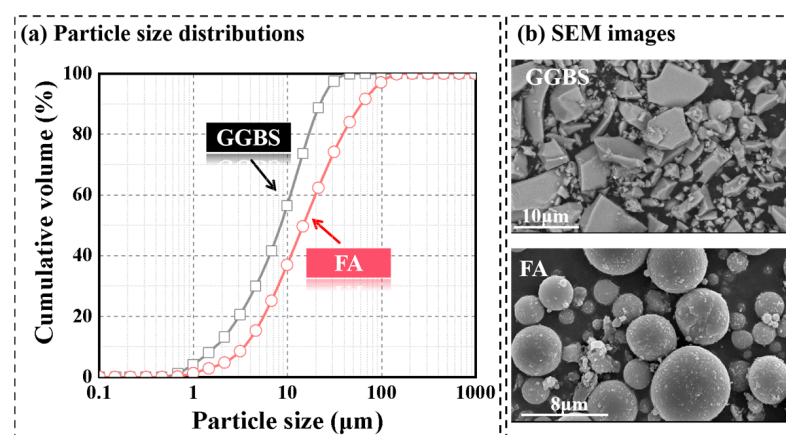 (a) Particle size distributions
Cumulative volume (%)
100
80
60
40
20
0
GGBS
FA
0.1
1
10
100
1000
Particle size (μm)
(b) SEM images
GGBS
10μm
FA
8μm